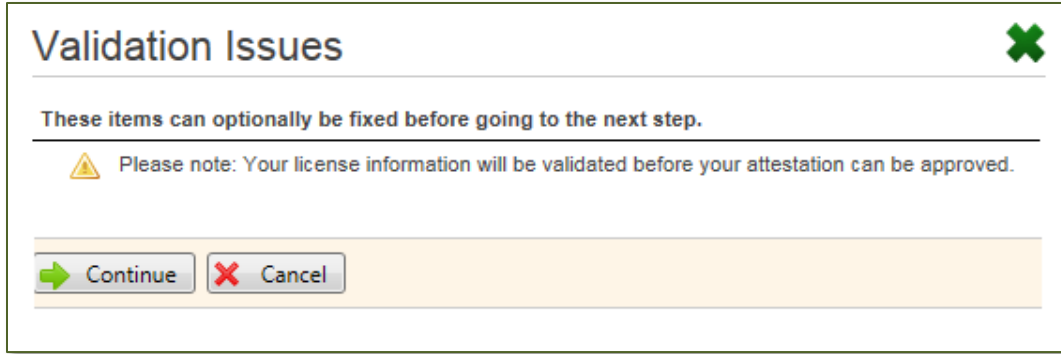 Validation Issues
These items can optionally be fixed before going to the next step.
Please note: Your license information will be validated before your attestation can be approved.
Continue Cancel